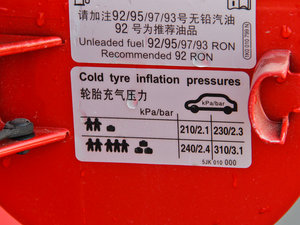 请加注92/95/97/93号无铅汽油
92号为推荐油品
Unleaded fuel 92/95/97/93 RON
Recommended 92 RON
Cold tyre inflation pressures
轮胎充气压力
kPa/bar
kPa/bar
210/2.1 230/2.3
240/2.4 310/3.1
5JK 010 000